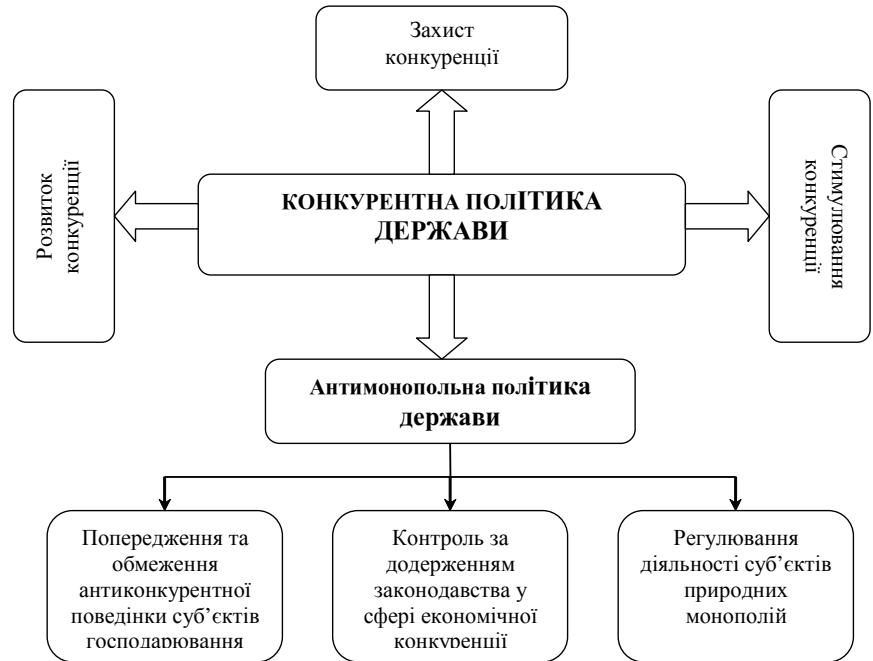 Захист
конкуренції
Розвиток
конкуренції
КОНКУРЕНТНА ПОЛІТИКА
ДЕРЖАВИ
Стимулювання
конкуренції
Антимонопольна політика
держави
Попередження та
обмеження
антиконкурентної
поведінки суб’єктів
господарювання
Контроль за
додерженням
законодавства у
сфері економічної
конкуренції
Регулювання
діяльності суб’єктів
природних
монополій